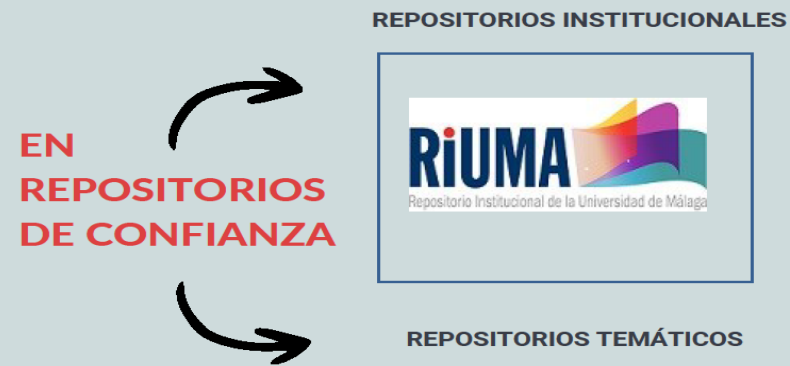 REPOSITORIOS INSTITUCIONALES
EN
REPOSITORIOS
DE CONFIANZA
RiUMA
Repositorio Institucional de la Universidad de Málaga
REPOSITORIOS TEMÁTICOS